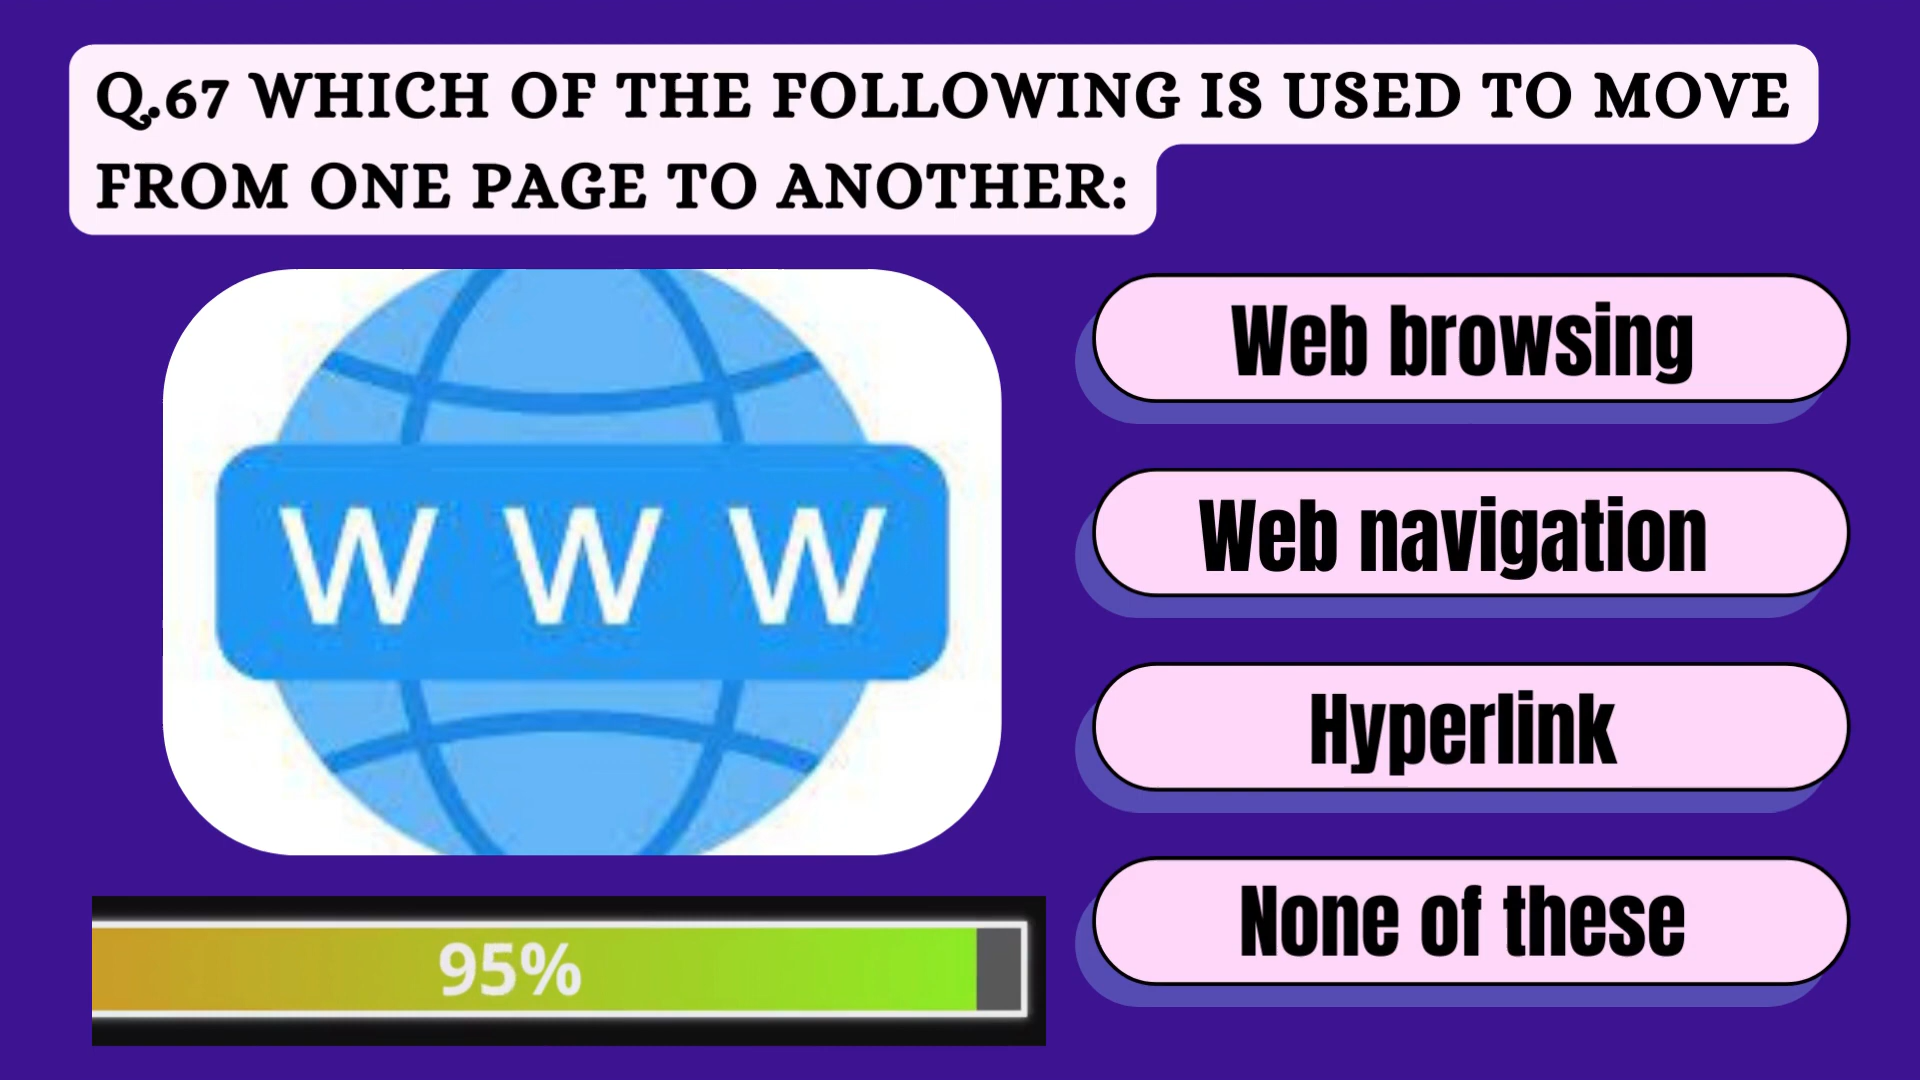 Q.67 WHICH OF THE FOLLOWING IS USED TO MOVE
FROM ONE PAGE TO ANOTHER:
W W W
Web browsing
Web navigation
Hyperlink
None of these
95%